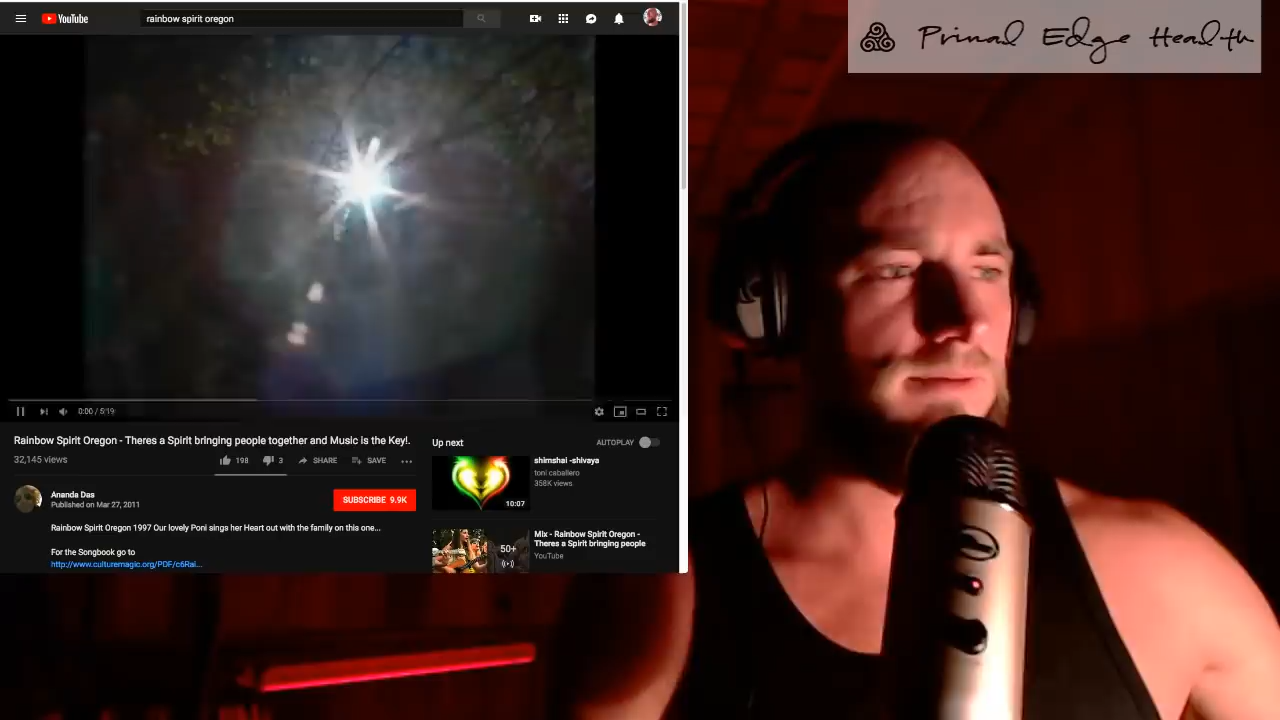 YouTube
rainbow spirit oregon
Primal Edge Health
0:00 / 5:19
Rainbow Spirit Oregon - Theres a Spirit bringing people together and Music is the Key!.
32,145 views
198
3
SHARE
SAVE
Ananda Das
Published on Mar 27, 2011
SUBSCRIBE 9.9K
Rainbow Spirit Oregon 1997 Our lovely Poni sings her Heart out with the family on this one...
For the Songbook go to
http://www.culturemagic.org/PDF/c6Rai...
Up next
AUTOPLAY
shimshai -shivaya
toni caballero
358K views
10:07
Mix - Rainbow Spirit Oregon -
Theres a Spirit bringing people
YouTube
50+